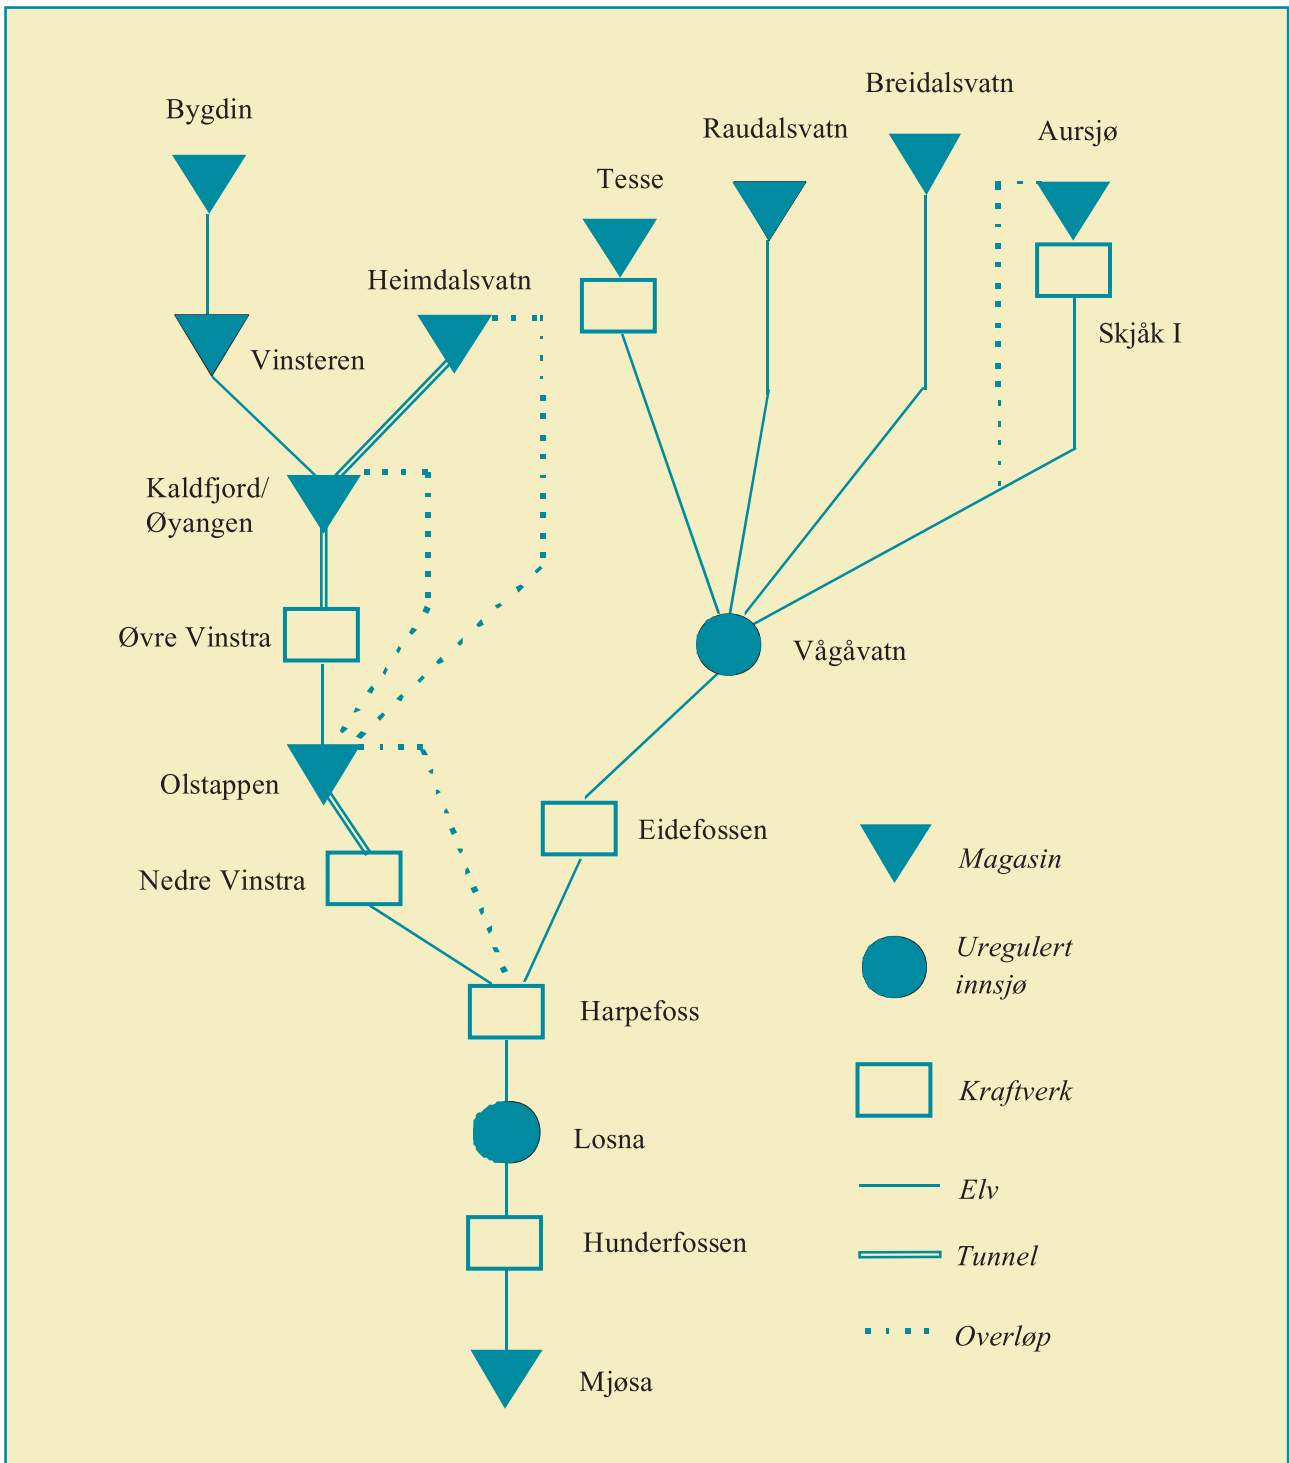 Breidalsvatn
Bygdin
Raudalsvatn
Aursjø
Tesse
Heimdalsvatn
Skjåk I
Vinsteren
Kaldfjord/
Øyangen
Øvre Vinstra
Vågåvatn
Olstappen
Eidefossen
Nedre Vinstra
Harpefoss
Losna
Hunderfossen
Mjøsa
Magasin
Uregulert
innsjø
Kraftverk
Elv
Tunnel
Overløp